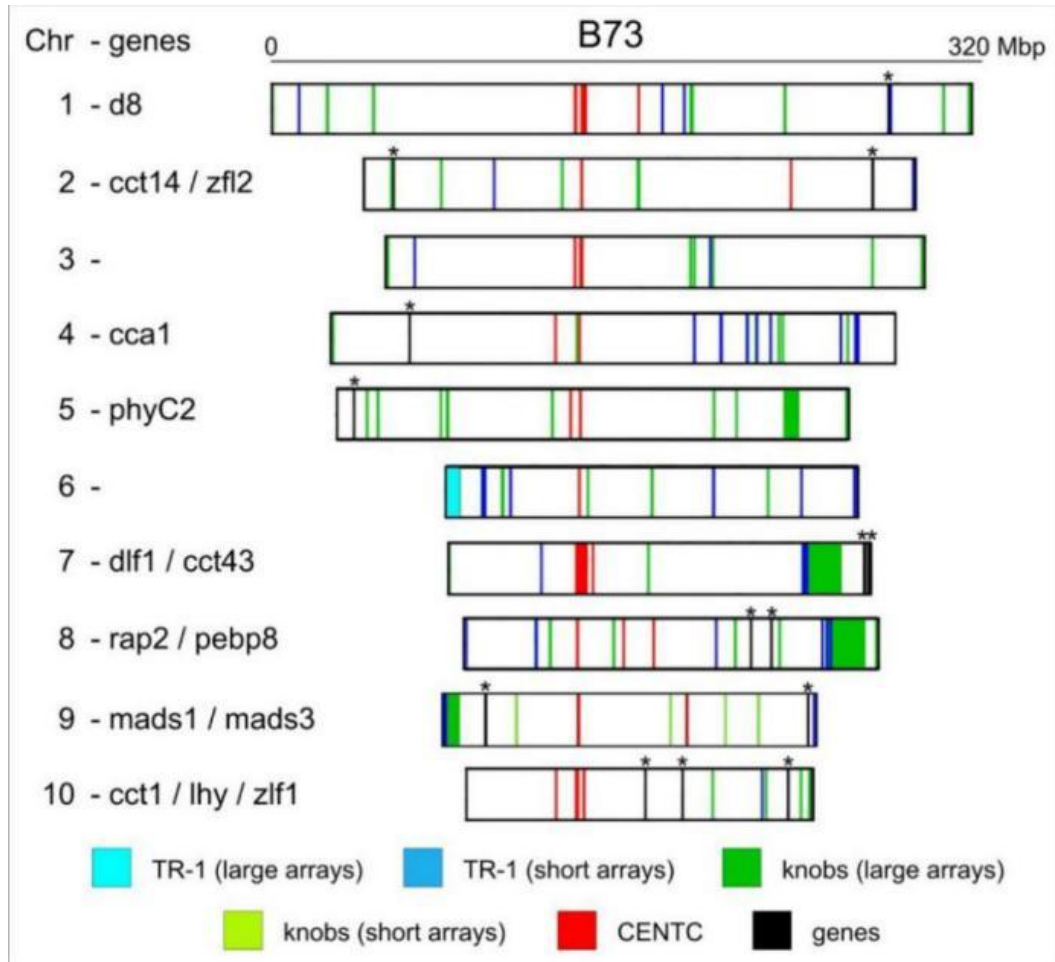 Chr - genes
0 B73 320 Mbp
*
1 - d8
* *
2 - cct14 / zfl2
3 -
*
4 - cca1
*
5 - phyC2
6 -
**
7 - dlf1 / cct43
* *
8 - rap2 / pebp8
* *
9 - mads1 / mads3
* * *
10 - cct1 / lhy / zlf1
TR-1 (large arrays) TR-1 (short arrays) knobs (large arrays)
knobs (short arrays) CENTC genes